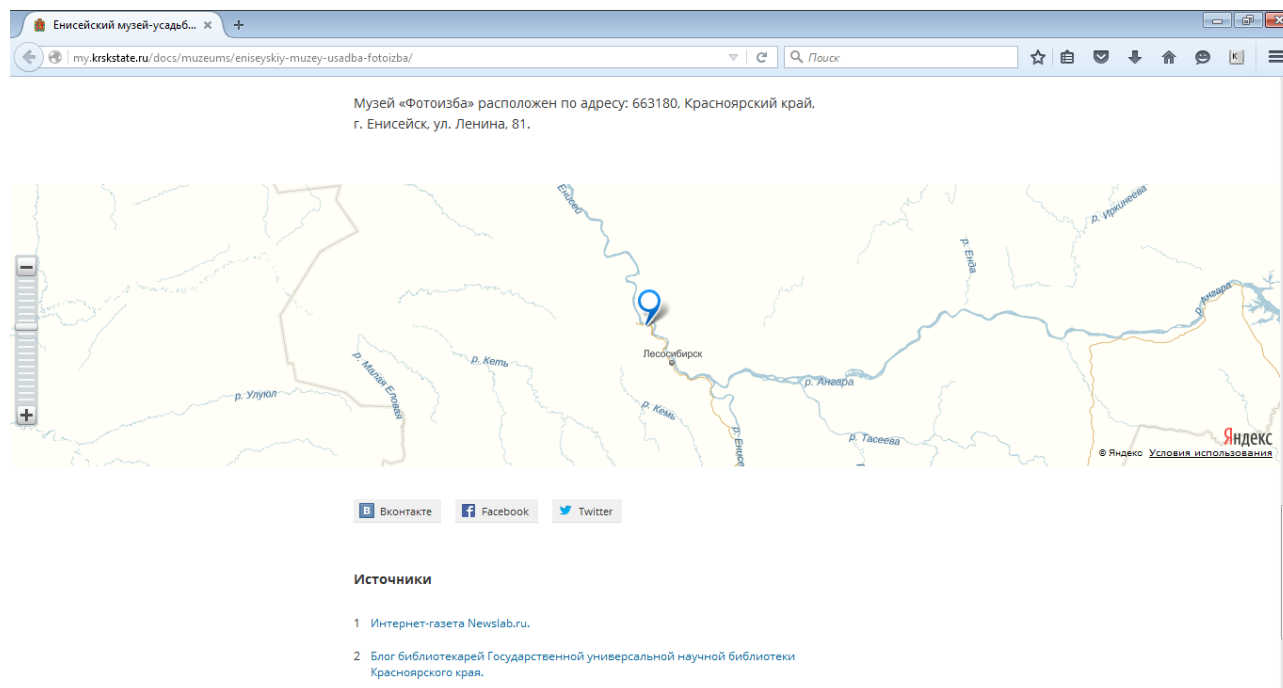 Енисейский музей-усадьб...
my.krskstate.ru/docs/muzeums/eniseyskiy-muzey-usadba-fotoizba/
Поиск
Музей «Фотоизба» расположен по адресу: 663180, Красноярский край,
г. Енисейск, ул. Ленина, 81.
Енисей
р. Иркинеева
р. Енда
р. Ангара
Лесосибирск
р. Кеть
р. Малая Еловая
р. Улуюл
р. Ангара
р. Кемь
р. Тасеева
Яндекс
© Яндекс Условия использования
Вконтакте Facebook Twitter
Источники
1 Интернет-газета Newslab.ru.
2 Блог библиотекарей Государственной универсальной научной библиотеки
Красноярского края.